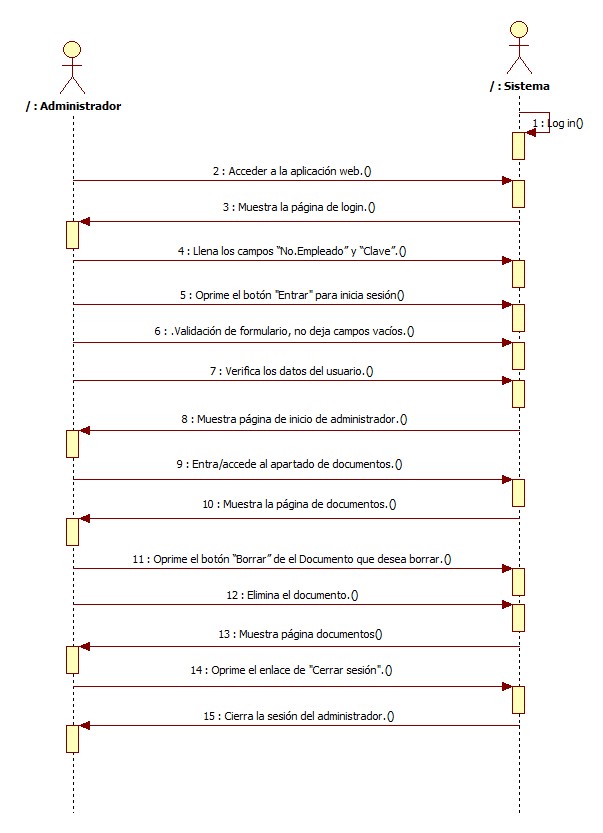 / : Sistema
/ : Administrador
1 : Log in()
2 : Acceder a la aplicación web.()
3 : Muestra la página de login.()
4 : Llena los campos “No.Empleado” y “Clave”.()
5 : Oprime el botón "Entrar" para inicia sesión()
6 : .Validación de formulario, no deja campos vacíos.()
7 : Verifica los datos del usuario.()
8 : Muestra página de inicio de administrador.()
9 : Entra/accede al apartado de documentos.()
10 : Muestra la página de documentos.()
11 : Oprime el botón “Borrar” de el Documento que desea borrar.()
12 : Elimina el documento.()
13 : Muestra página documentos()
14 : Oprime el enlace de "Cerrar sesión".()
15 : Cierra la sesión del administrador.()